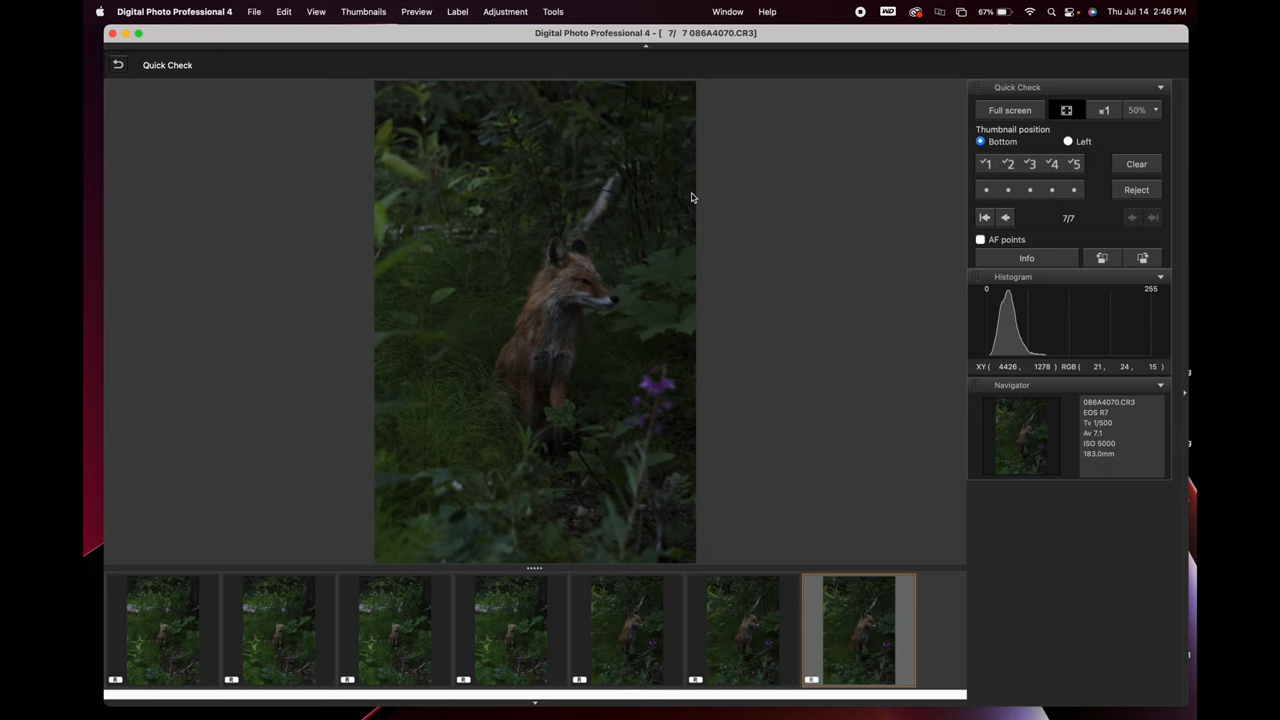 Digital Photo Professional 4 File Edit View Thumbnails Preview Label Adjustment Tools Window Help WD 67% Thu Jul 14 2:46 PM
Digital Photo Professional 4 - [ 7/ 7 086A4070.CR3]
Quick Check
Quick Check
Full screen x1 50%
Thumbnail position
Bottom Left
1 2 3 4 5 Clear
Reject
7/7
AF points
Info
Histogram
0 255
XY( 4426, 1278 ) RGB( 21, 24, 15 )
Navigator
086A4070.CR3
EOS R7
Tv 1/500
Av 7.1
ISO 5000
183.0mm
R R R R R R R